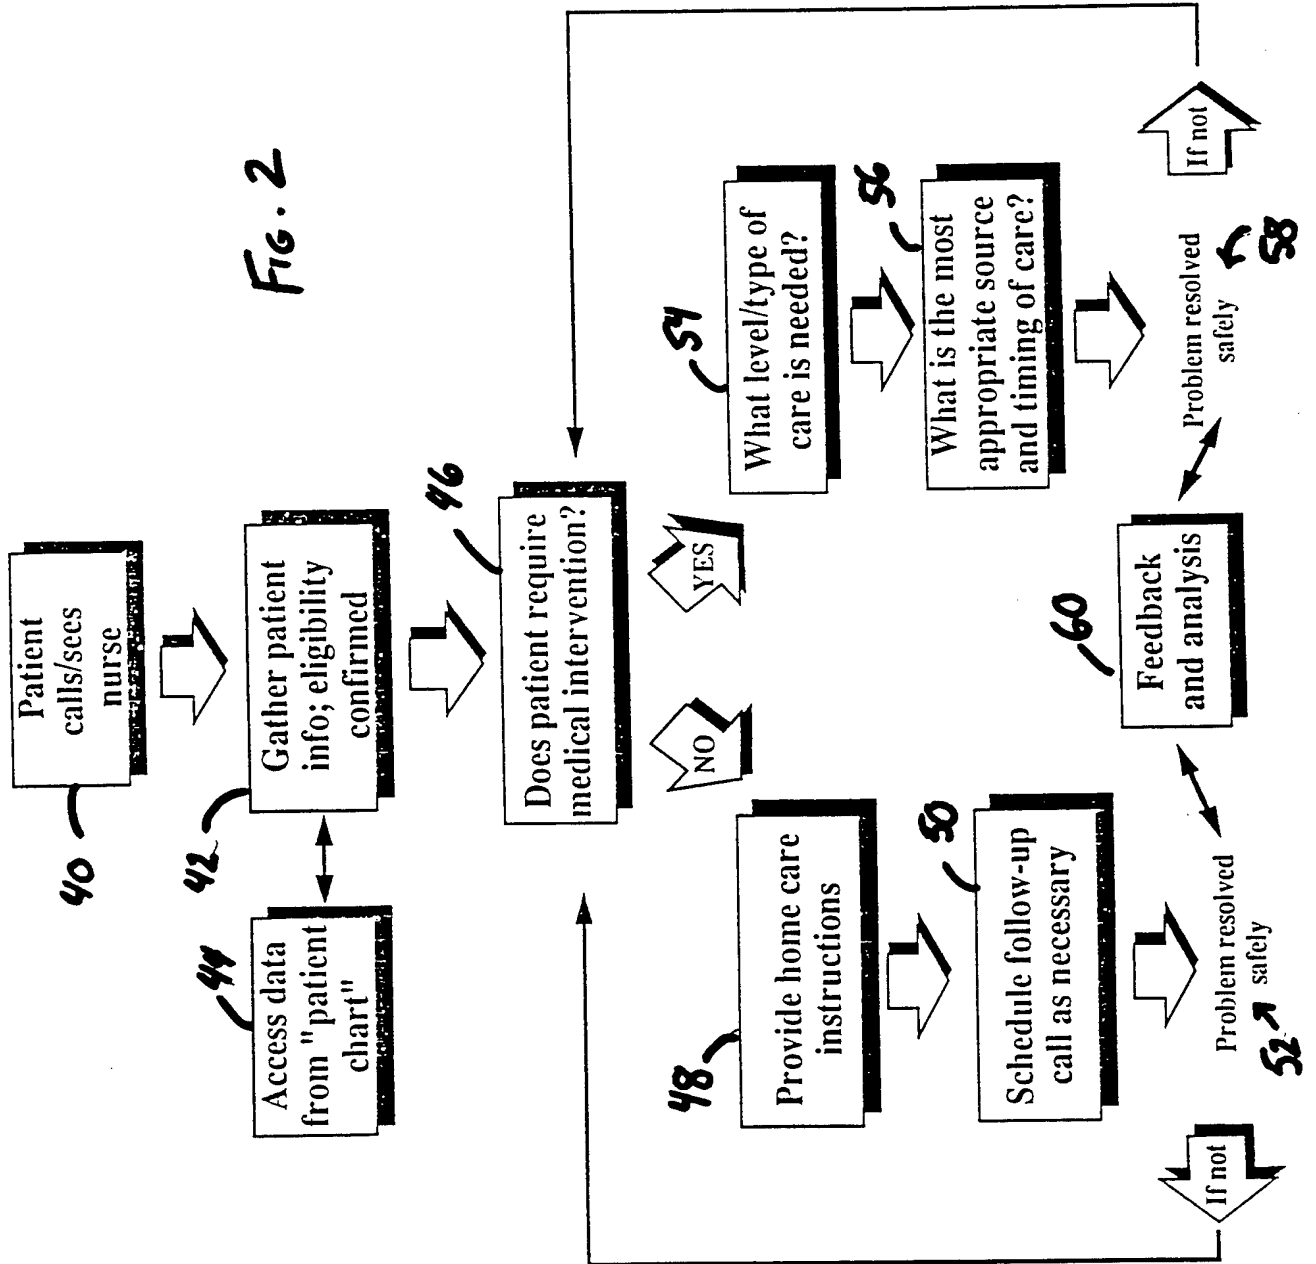 FIG. 2
40
Patient
calls/sees
nurse
44
Access data
from "patient
chart"
42
Gather patient
info; eligibility
confirmed
46
Does patient require
medical intervention?
NO
YES
48
Provide home care
instructions
50
Schedule follow-up
call as necessary
If not
52
Problem resolved
safely
54
What level/type of
care is needed?
56
What is the most
appropriate source
and timing of care?
60
Feedback
and analysis
Problem resolved
safely
58
If not